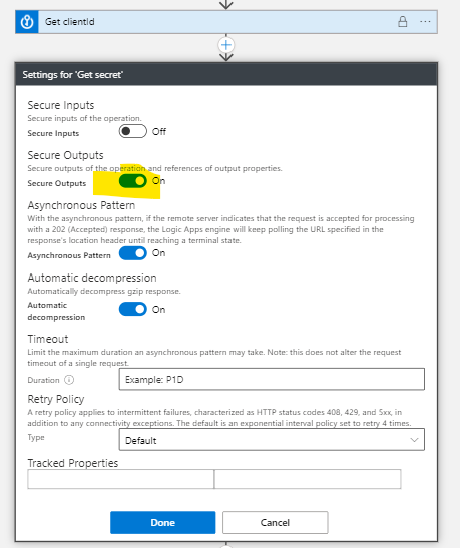 Get clientId
Settings for 'Get secret'
Secure Inputs
Secure inputs of the operation.
Secure Inputs Off
Secure Outputs
Secure outputs of the operation and references of output properties.
Secure Outputs On
Asynchronous Pattern
With the asynchronous pattern, if the remote server indicates that the request is accepted for processing
with a 202 (Accepted) response, the Logic Apps engine will keep polling the URL specified in the
response's location header until reaching a terminal state.
Asynchronous Pattern On
Automatic decompression
Automatically decompress gzip response.
Automatic
decompression On
Timeout
Limit the maximum duration an asynchronous pattern may take. Note: this does not alter the request
timeout of a single request.
Duration Example: P1D
Retry Policy
A retry policy applies to intermittent failures, characterized as HTTP status codes 408, 429, and 5xx, in
addition to any connectivity exceptions. The default is an exponential interval policy set to retry 4 times.
Type Default
Tracked Properties
Done Cancel